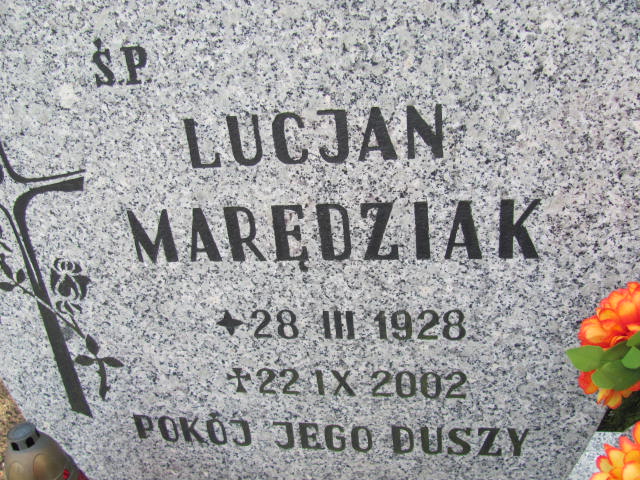 ŚP
LUCJAN
MARĘDZIAK
✦28 III 1928
✝22 IX 2002
POKÓJ JEGO DUSZY